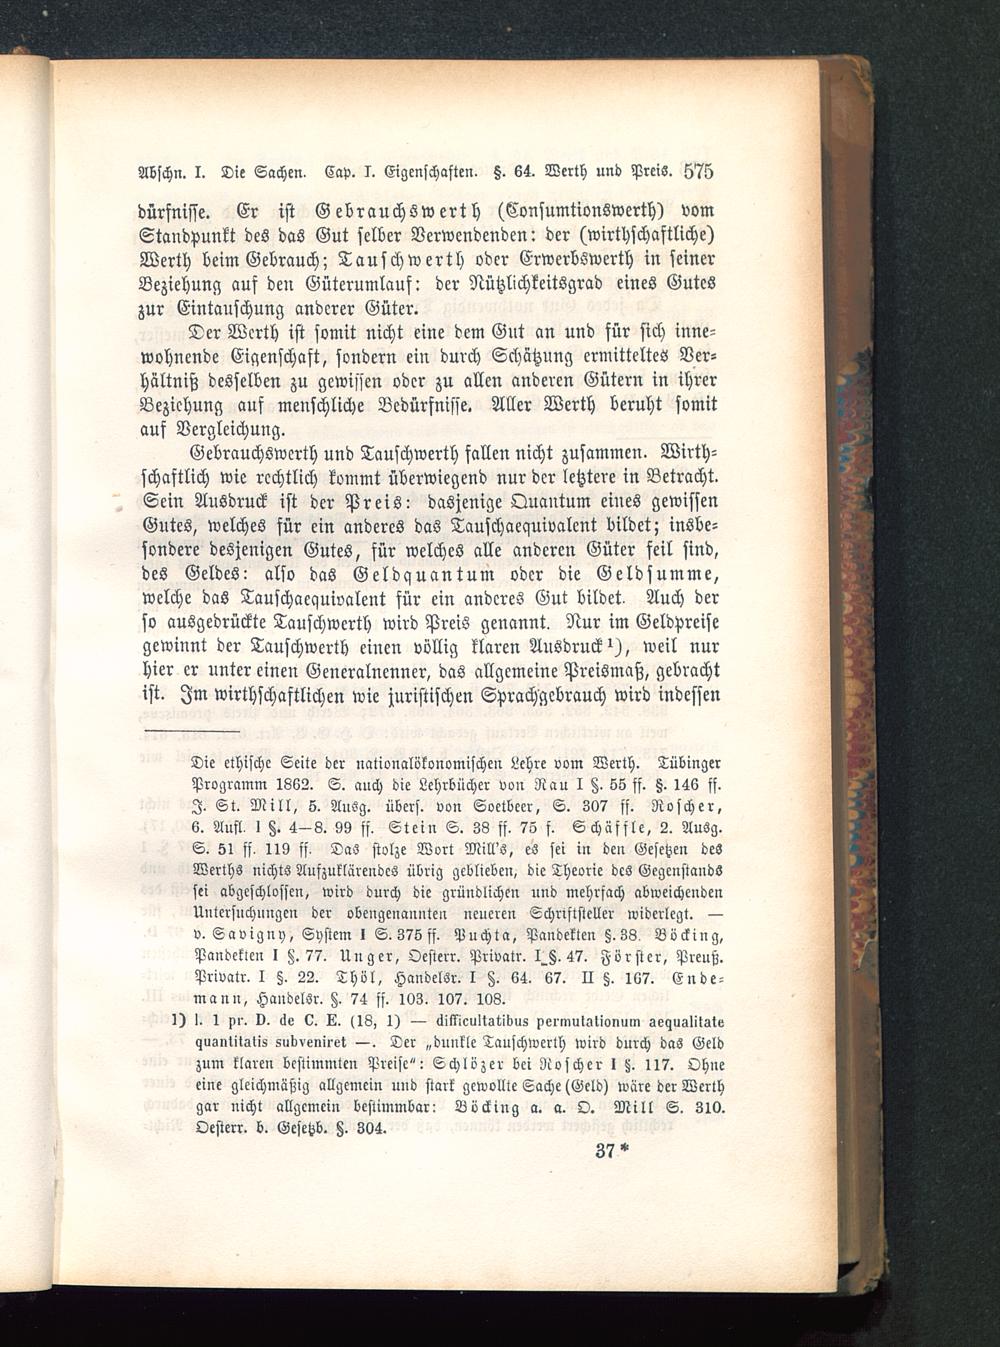 Abschn. I. Die Sachen. Cap. I. Eigenschaften. §. 64. Werth und Preis. 575
dürfnisse. Er ist Gebrauchswerth (Consumtionswerth) vom
Standpunkt des das Gut selber Verwendenden: der (wirthschaftliche)
Werth beim Gebrauch; Tauschwerth oder Erwerbswerth in seiner
Beziehung auf den Güterumlauf: der Nützlichkeitsgrad eines Gutes
zur Eintauschung anderer Güter.
Der Werth ist somit nicht eine dem Gut an und für sich inne-
wohnende Eigenschaft, sondern ein durch Schätzung ermitteltes Ver-
hältniß desselben zu gewissen oder zu allen anderen Gütern in ihrer
Beziehung auf menschliche Bedürfnisse. Aller Werth beruht somit
auf Vergleichung.
Gebrauchswerth und Tauschwerth fallen nicht zusammen. Wirth-
schaftlich wie rechtlich kommt überwiegend nur der letztere in Betracht.
Sein Ausdruck ist der Preis: dasjenige Quantum eines gewissen
Gutes, welches für ein anderes das Tauschaequivalent bildet; insbe-
sondere desjenigen Gutes, für welches alle anderen Güter feil sind,
des Geldes: also das Geldquantum oder die Geldsumme,
welche das Tauschaequivalent für ein anderes Gut bildet. Auch der
so ausgedrückte Tauschwerth wird Preis genannt. Nur im Geldpreise
gewinnt der Tauschwerth einen völlig klaren Ausdruck¹), weil nur
hier er unter einen Generalnenner, das allgemeine Preismaß, gebracht
ist. Im wirthschaftlichen wie juristischen Sprachgebrauch wird indessen
Die ethische Seite der nationalökonomischen Lehre vom Werth. Tübinger
Programm 1862. S. auch die Lehrbücher von Rau I §. 55 ff. §. 146 ff.
J. St. Mill, 5. Ausg. übers. von Soetbeer, S. 307 ff. Roscher,
6. Aufl. I §. 4—8. 99 ff. Stein S. 38 ff. 75 f. Schäffle, 2. Ausg.
S. 51 ff. 119 ff. Das stolze Wort Mill's, es sei in den Gesetzen des
Werths nichts Aufzuklärendes übrig geblieben, die Theorie des Gegenstands
sei abgeschlossen, wird durch die gründlichen und mehrfach abweichenden
Untersuchungen der obengenannten neueren Schriftsteller widerlegt. —
v. Savigny, System I S. 375 ff. Puchta, Pandekten §. 38. Böcking,
Pandekten I §. 77. Unger, Oesterr. Privatr. I §. 47. Förster, Preuß.
Privatr. I §. 22. Thöl, Handelsr. I §. 64. 67. II §. 167. Ende-
mann, Handelsr. §. 74 ff. 103. 107. 108.
1) l. 1 pr. D. de C. E. (18, 1) — difficultatibus permutationum aequalitate
quantitatis subveniret —. Der „dunkle Tauschwerth wird durch das Geld
zum klaren bestimmten Preise“: Schlözer bei Roscher I §. 117. Ohne
eine gleichmäßig allgemein und stark gewollte Sache (Geld) wäre der Werth
gar nicht allgemein bestimmbar: Böcking a. a. O. Mill S. 310.
Oesterr. b. Gesetzb. §. 304.
37*